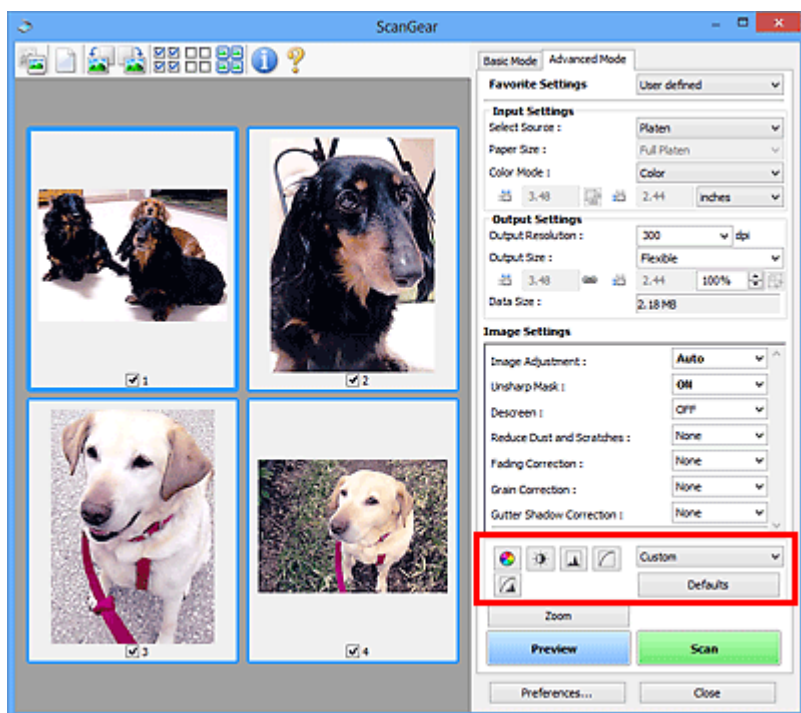 ScanGear
Basic Mode Advanced Mode
Favorite Settings User defined
Input Settings
Select Source : Platen
Paper Size : Full Platen
Color Mode : Color
3.48 2.44 inches
Output Settings
Output Resolution : 300 dpi
Output Size : Flexible
3.48 2.44 100%
Data Size : 2.18 MB
Image Settings
Image Adjustment : Auto
Unsharp Mask : ON
Descreen : OFF
Reduce Dust and Scratches : None
Fading Correction : None
Grain Correction : None
Gutter Shadow Correction : None
Custom
Defaults
Zoom
Preview Scan
Preferences... Close
1
2
3
4